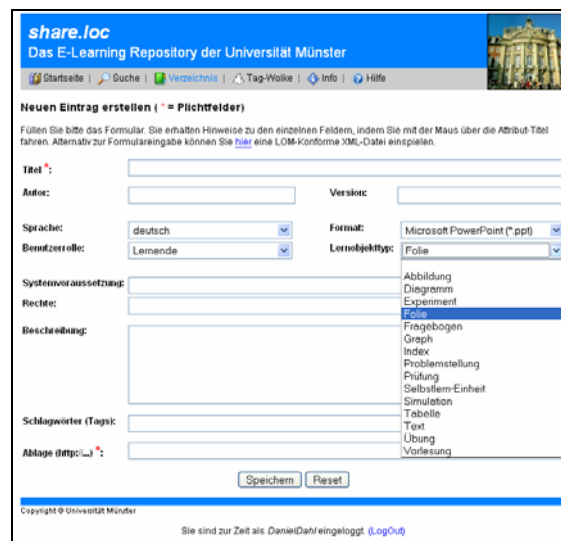 share.loc
Das E-Learning Repository der Universität Münster
Startseite | Suche | Verzeichnis | Tag-Wolke | Info | Hilfe
Neuen Eintrag erstellen ( * = Plichtfelder)
Füllen Sie bitte das Formular. Sie erhalten Hinweise zu den einzelnen Feldern, indem Sie mit der Maus über die Attribut-Titel
fahren. Alternativ zur Formulareingabe können Sie hier eine LOM-Konforme XML-Datei einspielen.
Titel *:
Autor: Version:
Sprache: deutsch Format: Microsoft PowerPoint (*.ppt)
Benutzerrolle: Lernende Lernobjekttyp: Folie
Systemvoraussetzung:
Abbildung
Diagramm
Rechte:
Experiment
Folie
Beschreibung:
Fragebogen
Graph
Index
Problemstellung
Prüfung
Selbstlern-Einheit
Simulation
Schlagwörter (Tags):
Tabelle
Text
Übung
Ablage (http://...) *:
Vorlesung
Speichern Reset
Copyright © Universität Münster
Sie sind zur Zeit als DanielDahl eingeloggt. (LogOut)